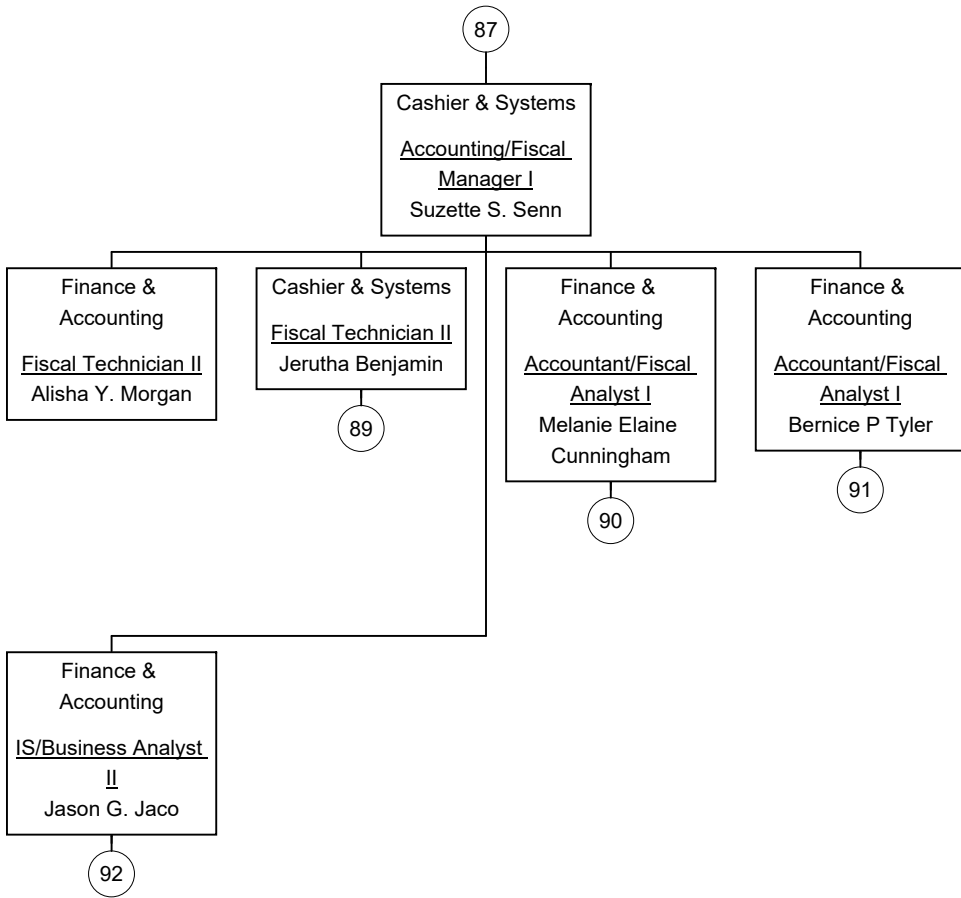 87
Cashier & Systems
Accounting/Fiscal
Manager I
Suzette S. Senn
Finance &
Accounting
Fiscal Technician II
Alisha Y. Morgan
Cashier & Systems
Fiscal Technician II
Jerutha Benjamin
89
Finance &
Accounting
Accountant/Fiscal
Analyst I
Melanie Elaine
Cunningham
90
Finance &
Accounting
Accountant/Fiscal
Analyst I
Bernice P Tyler
91
Finance &
Accounting
IS/Business Analyst
II
Jason G. Jaco
92